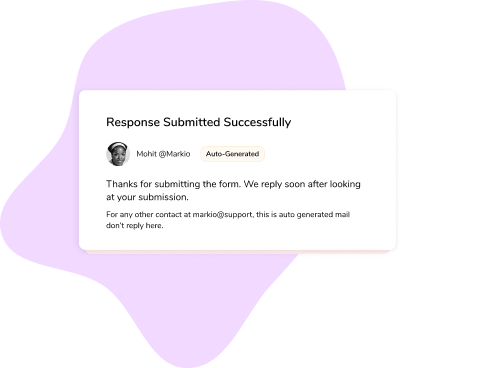 Response Submitted Successfully
Mohit @Markio Auto-Generated
Thanks for submitting the form. We reply soon after looking
at your submission.
For any other contact at markio@support, this is auto generated mail
don't reply here.